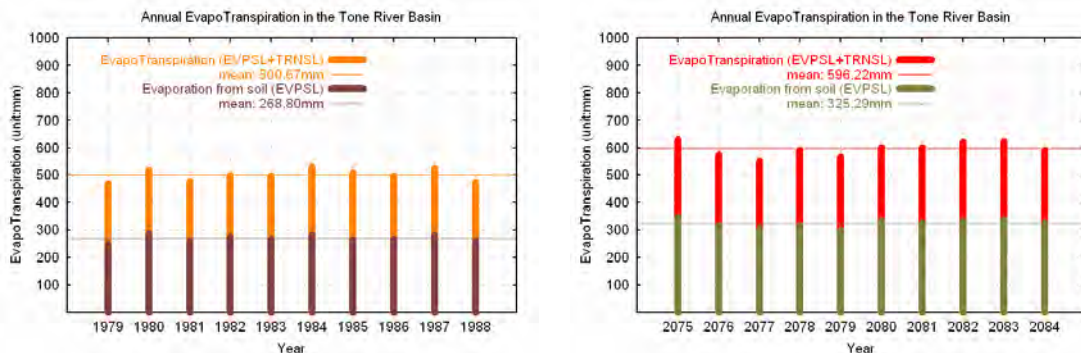 Annual EvapoTranspiration in the Tone River Basin
EvapoTranspiration (unit:mm)
1000
900
800
700
600
500
400
300
200
100
EvapoTranspiration (EVPSL+TRNSL)
mean: 500.67mm
Evaporation from soil (EVPSL)
mean: 268.80mm
1979 1980 1981 1982 1983 1984 1985 1986 1987 1988
Year
Annual EvapoTranspiration in the Tone River Basin
EvapoTranspiration (unit:mm)
1000
900
800
700
600
500
400
300
200
100
EvapoTranspiration (EVPSL+TRNSL)
mean: 596.22mm
Evaporation from soil (EVPSL)
mean: 325.29mm
2075 2076 2077 2078 2079 2080 2081 2082 2083 2084
Year